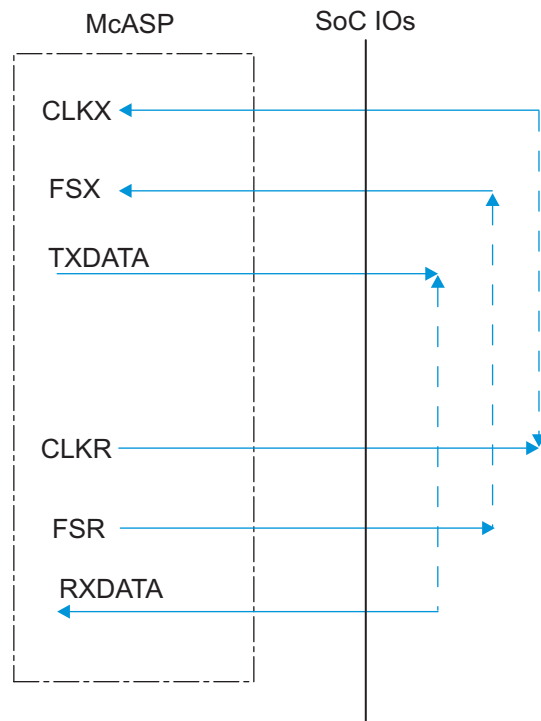 McASP
SoC IOs
CLKX
FSX
TXDATA
CLKR
FSR
RXDATA